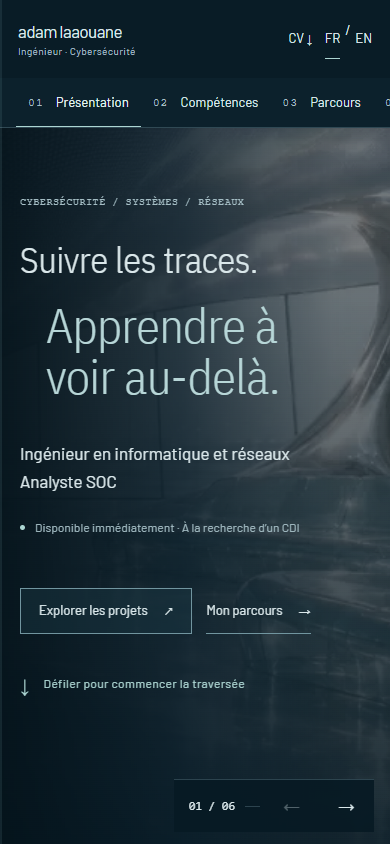 adam laaouane
CV↓ FR / EN
Ingénieur · Cybersécurité
01 Présentation 02 Compétences 03 Parcours
CYBERSÉCURITÉ / SYSTÈMES / RÉSEAUX
Suivre les traces.
Apprendre à
voir au-delà.
Ingénieur en informatique et réseaux
Analyste SOC
Disponible immédiatement · À la recherche d'un CDI
Explorer les projets ↗ Mon parcours →
↓ Défiler pour commencer la traversée
01 / 06 — ← →